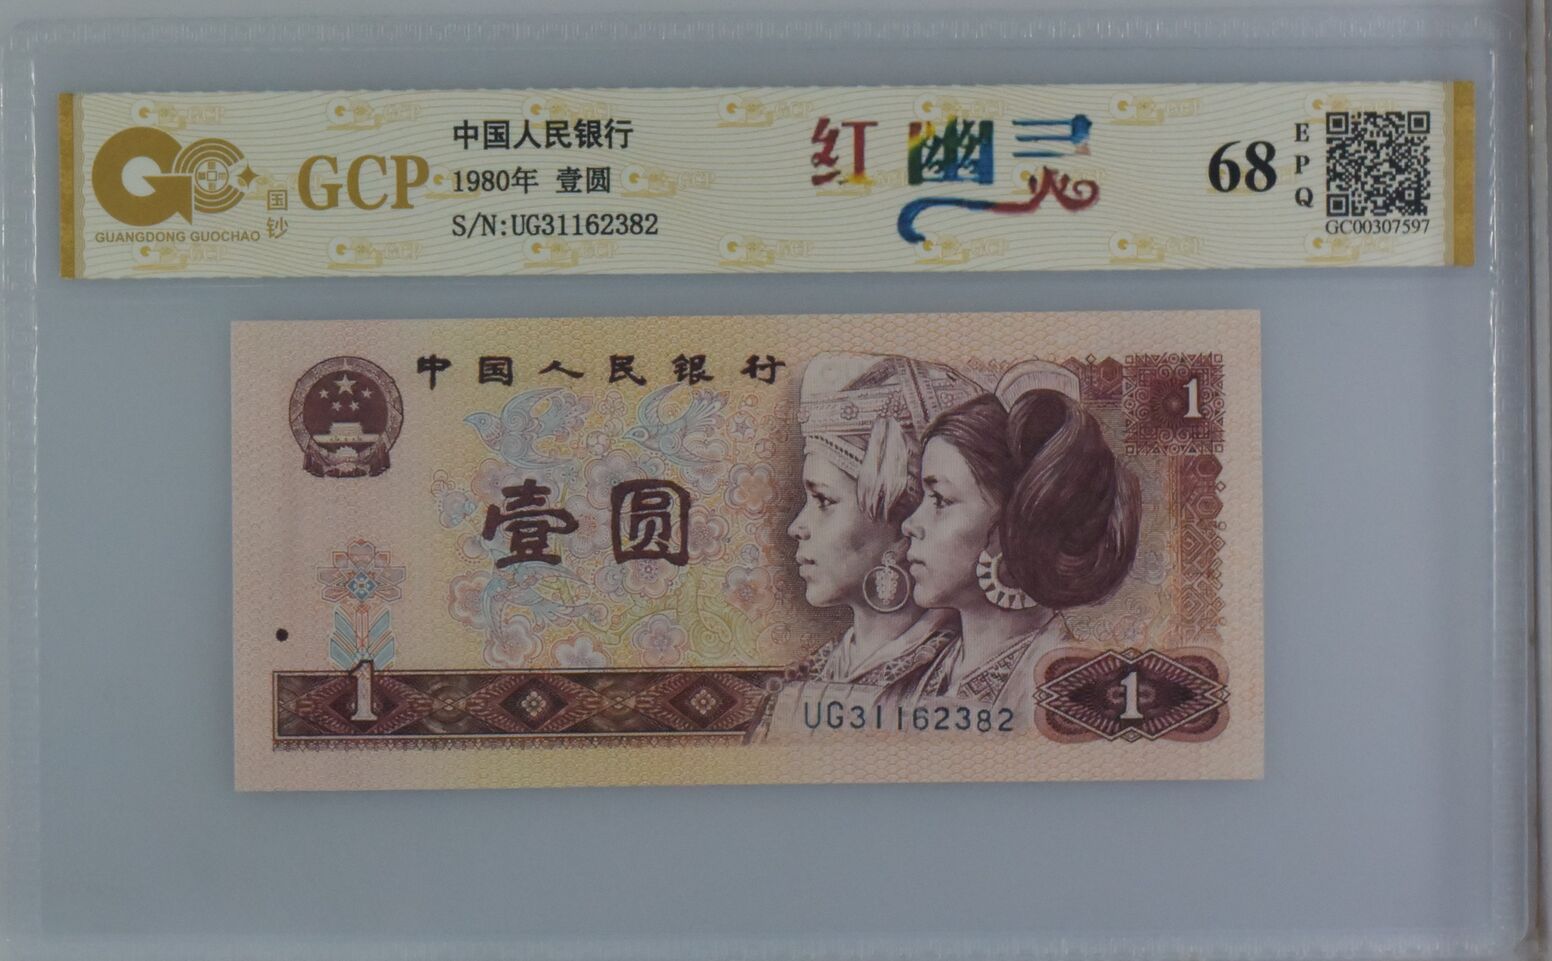 GCP
国钞
GUANGDONG GUOCHAO
中国人民银行
1980年 壹圆
S/N:UG31162382
红幽灵
68
EPQ
GC00307597
中国人民银行
1
壹圆
1
UG31162382
1